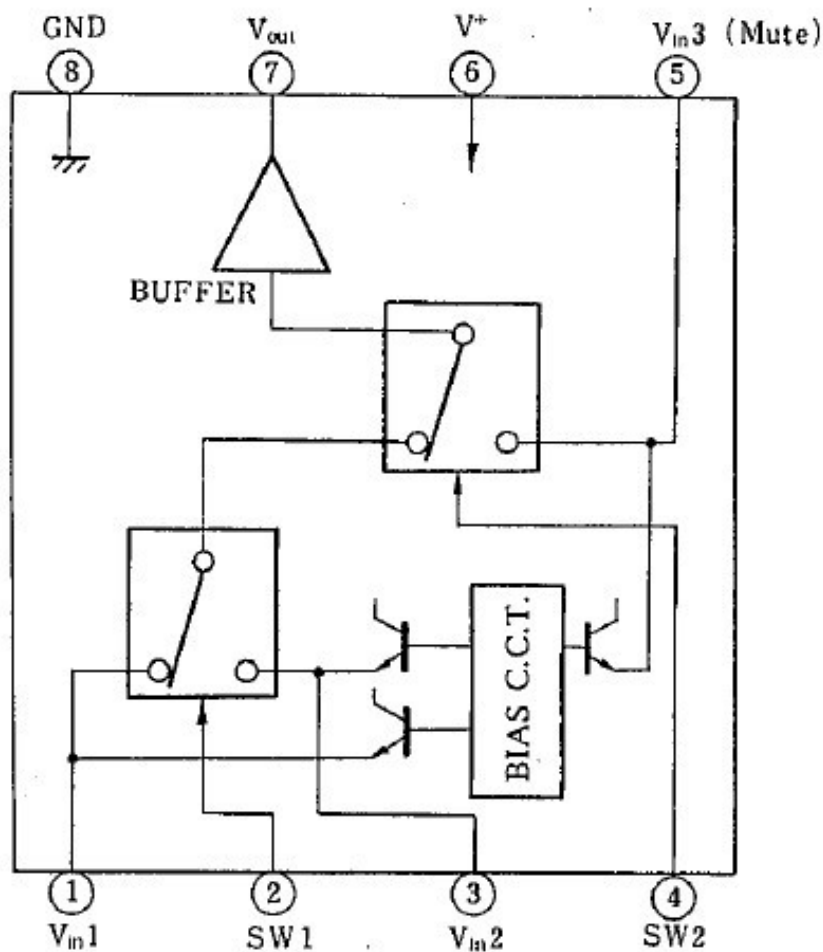 GND Vout V+ Vin3 (Mute)
8 7 6 5
BUFFER
BIAS C.C.T.
1 2 3 4
Vin1 SW1 Vin2 SW2